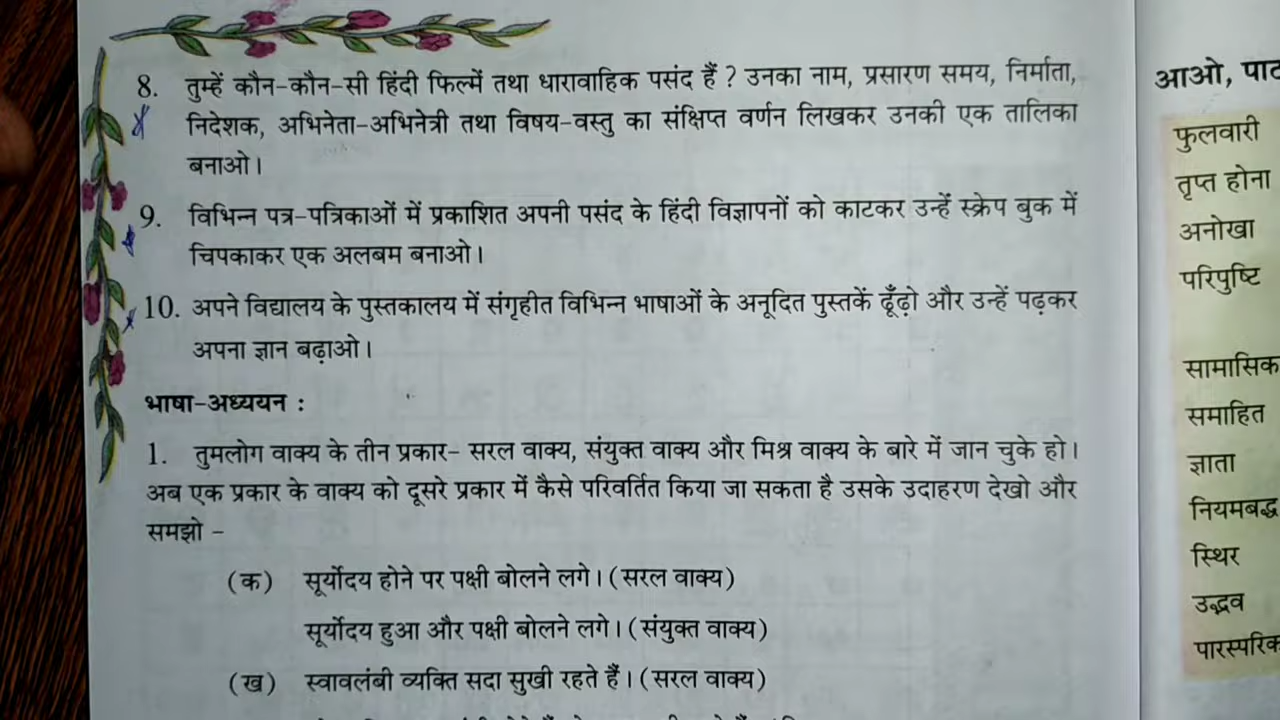 8. तुम्हें कौन-कौन-सी हिंदी फिल्में तथा धारावाहिक पसंद हैं ? उनका नाम, प्रसारण समय, निर्माता,
निदेशक, अभिनेता-अभिनेत्री तथा विषय-वस्तु का संक्षिप्त वर्णन लिखकर उनकी एक तालिका
बनाओ।
9. विभिन्न पत्र-पत्रिकाओं में प्रकाशित अपनी पसंद के हिंदी विज्ञापनों को काटकर उन्हें स्क्रेप बुक में
चिपकाकर एक अलबम बनाओ।
10. अपने विद्यालय के पुस्तकालय में संगृहीत विभिन्न भाषाओं के अनूदित पुस्तकें ढूँढ़ो और उन्हें पढ़कर
अपना ज्ञान बढ़ाओ।
भाषा-अध्ययन :
1. तुमलोग वाक्य के तीन प्रकार- सरल वाक्य, संयुक्त वाक्य और मिश्र वाक्य के बारे में जान चुके हो।
अब एक प्रकार के वाक्य को दूसरे प्रकार में कैसे परिवर्तित किया जा सकता है उसके उदाहरण देखो और
समझो -
(क) सूर्योदय होने पर पक्षी बोलने लगे। (सरल वाक्य)
सूर्योदय हुआ और पक्षी बोलने लगे। (संयुक्त वाक्य)
(ख) स्वावलंबी व्यक्ति सदा सुखी रहते हैं। (सरल वाक्य)
आओ,
फुलवारी
तृप्त होना
अनोखा
परिपुष्टि
सामासिक
समाहित
ज्ञाता
नियमबद्ध
स्थिर
उद्भव
पारस्परिक